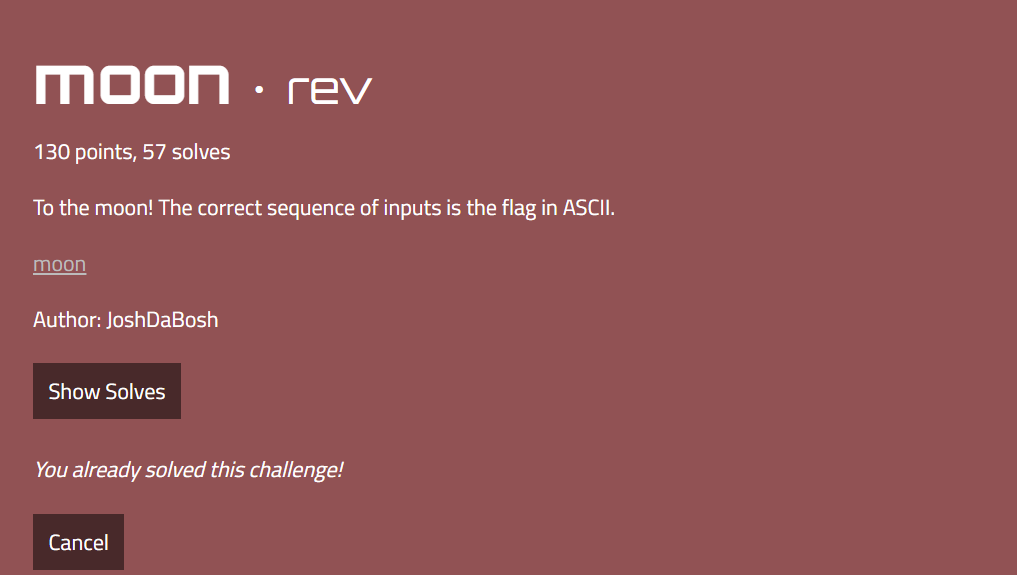 moon · rev
130 points, 57 solves
To the moon! The correct sequence of inputs is the flag in ASCII.
moon
Author: JoshDaBosh
Show Solves
You already solved this challenge!
Cancel